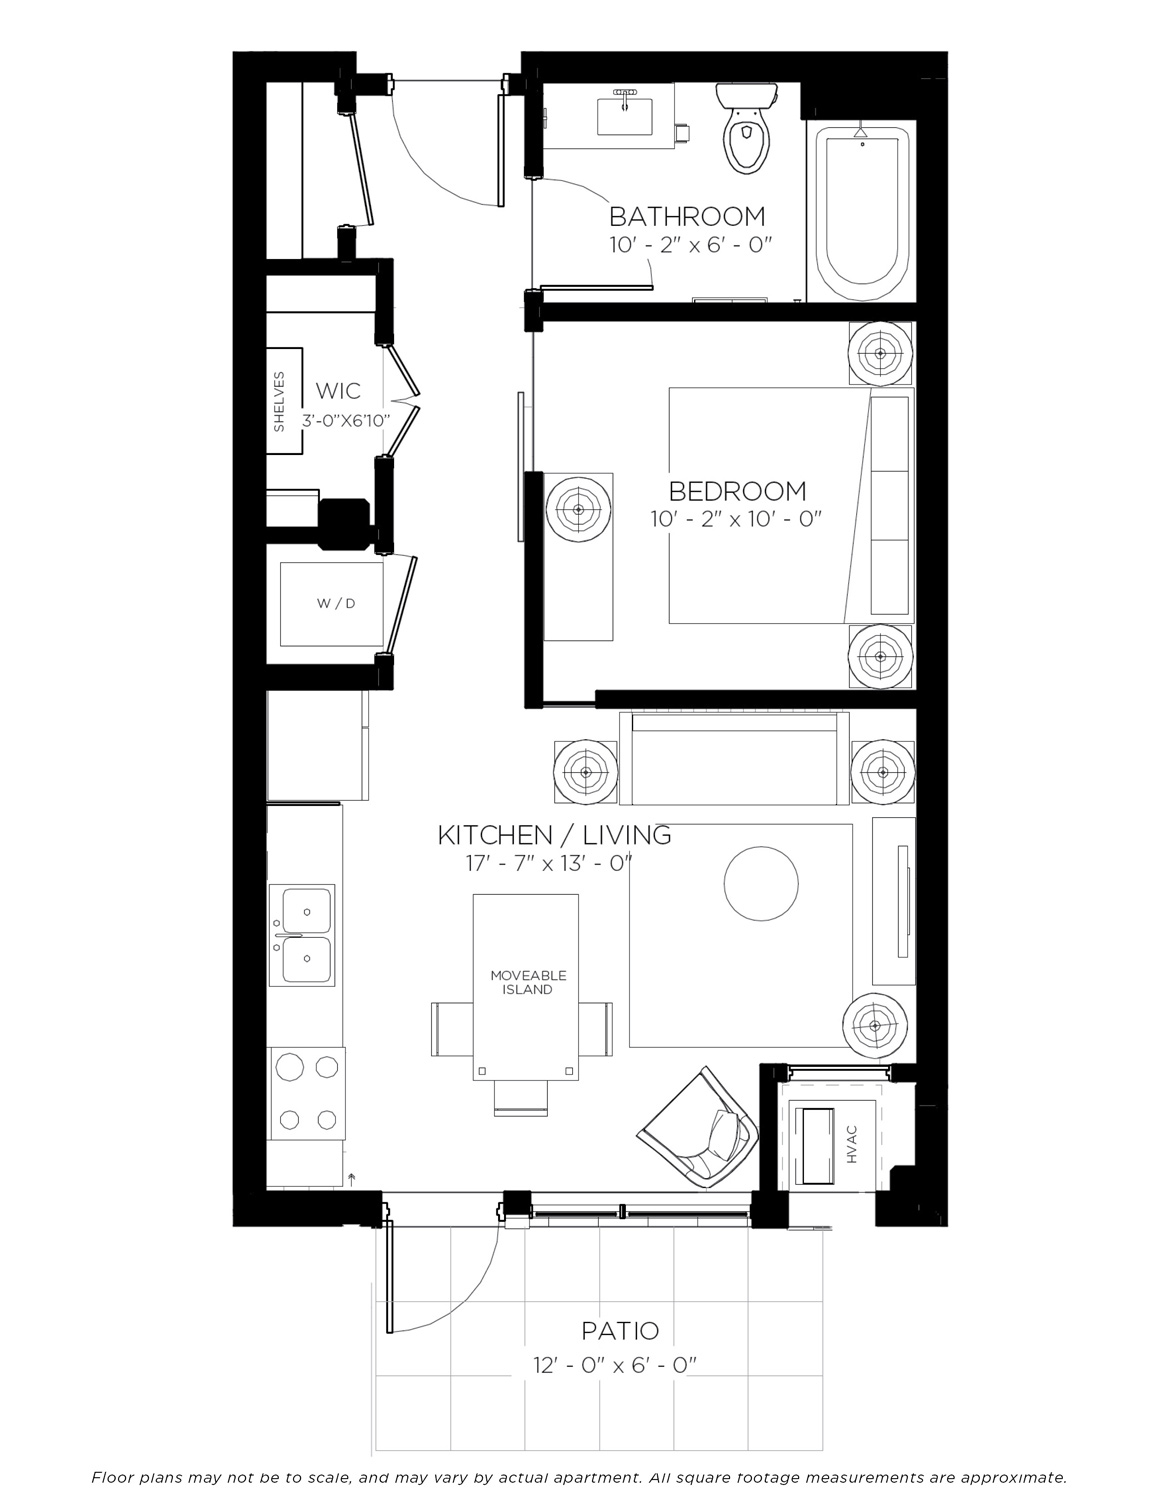 BATHROOM
10' - 2" x 6' - 0"
SHELVES
WIC
3'-0"X6'10"
BEDROOM
10' - 2" x 10' - 0"
W / D
KITCHEN / LIVING
17' - 7" x 13' - 0"
MOVEABLE
ISLAND
HVAC
PATIO
12' - 0" x 6' - 0"
Floor plans may not be to scale, and may vary by actual apartment. All square footage measurements are approximate.